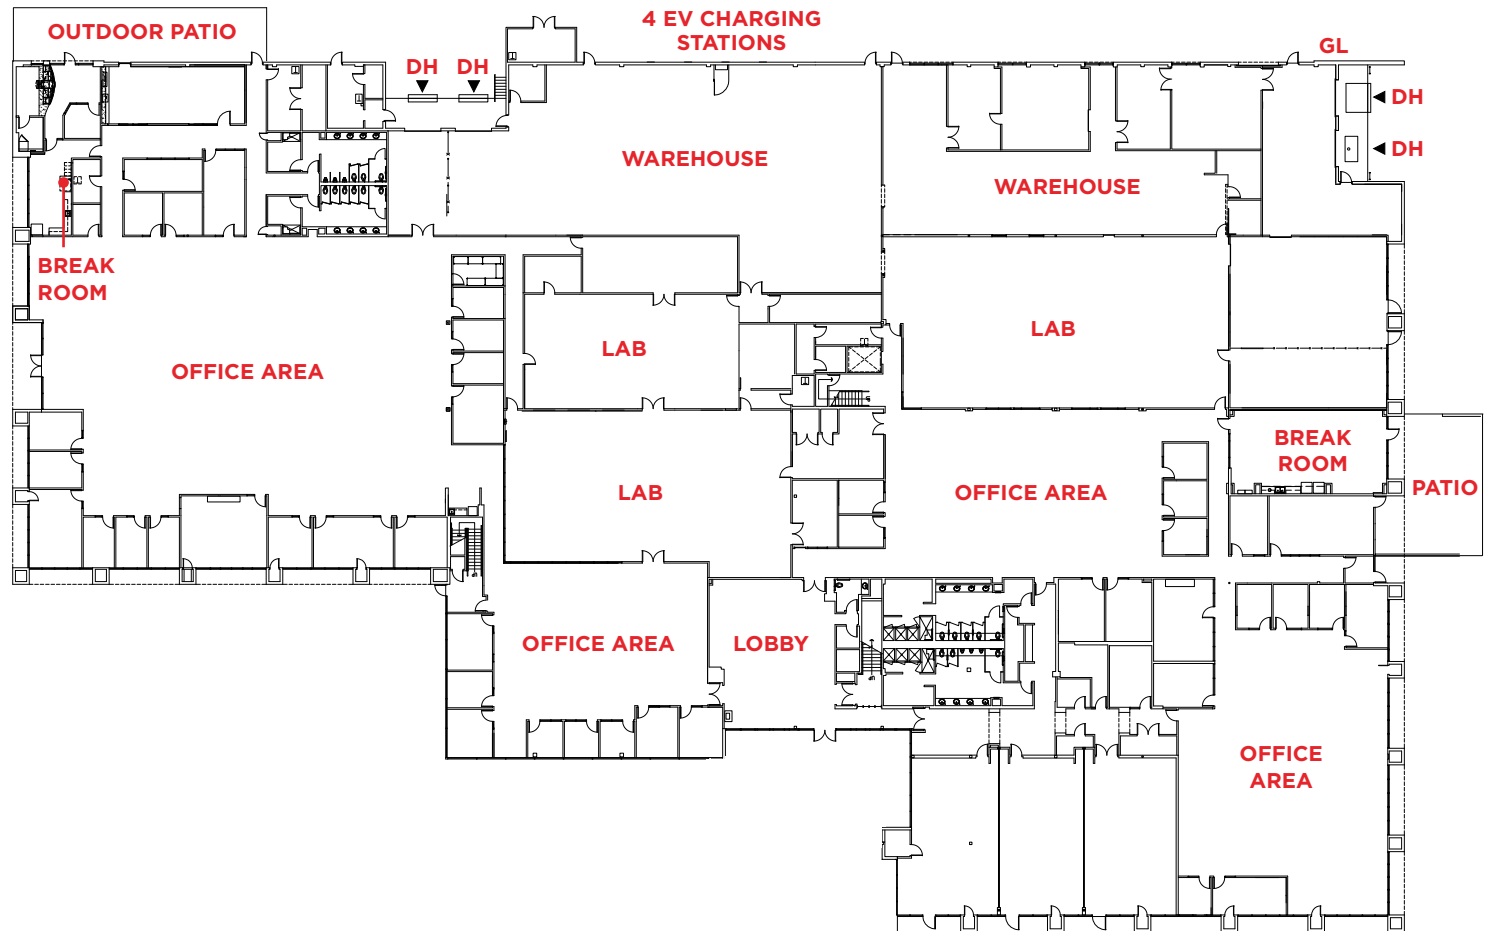 OUTDOOR PATIO
4 EV CHARGING
STATIONS
GL
DH
DH
DH
DH
WAREHOUSE
WAREHOUSE
BREAK
ROOM
LAB
LAB
OFFICE AREA
BREAK
ROOM
PATIO
LAB
OFFICE AREA
OFFICE AREA
LOBBY
OFFICE
AREA